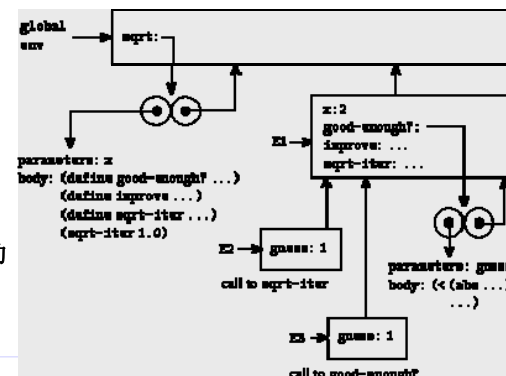 global
env
sqrt:
x:2
good-enough?:
improve: ...
sqrt-iter: ...
E1
parameters: x
body: (define good-enough? ...)
(define improve ...)
(define sqrt-iter ...)
(sqrt-iter 1.0)
E2
guess: 1
call to sqrt-iter
parameters: guess
body: (< (abs ...)
...)
E3
guess: 1
call to good-enough?